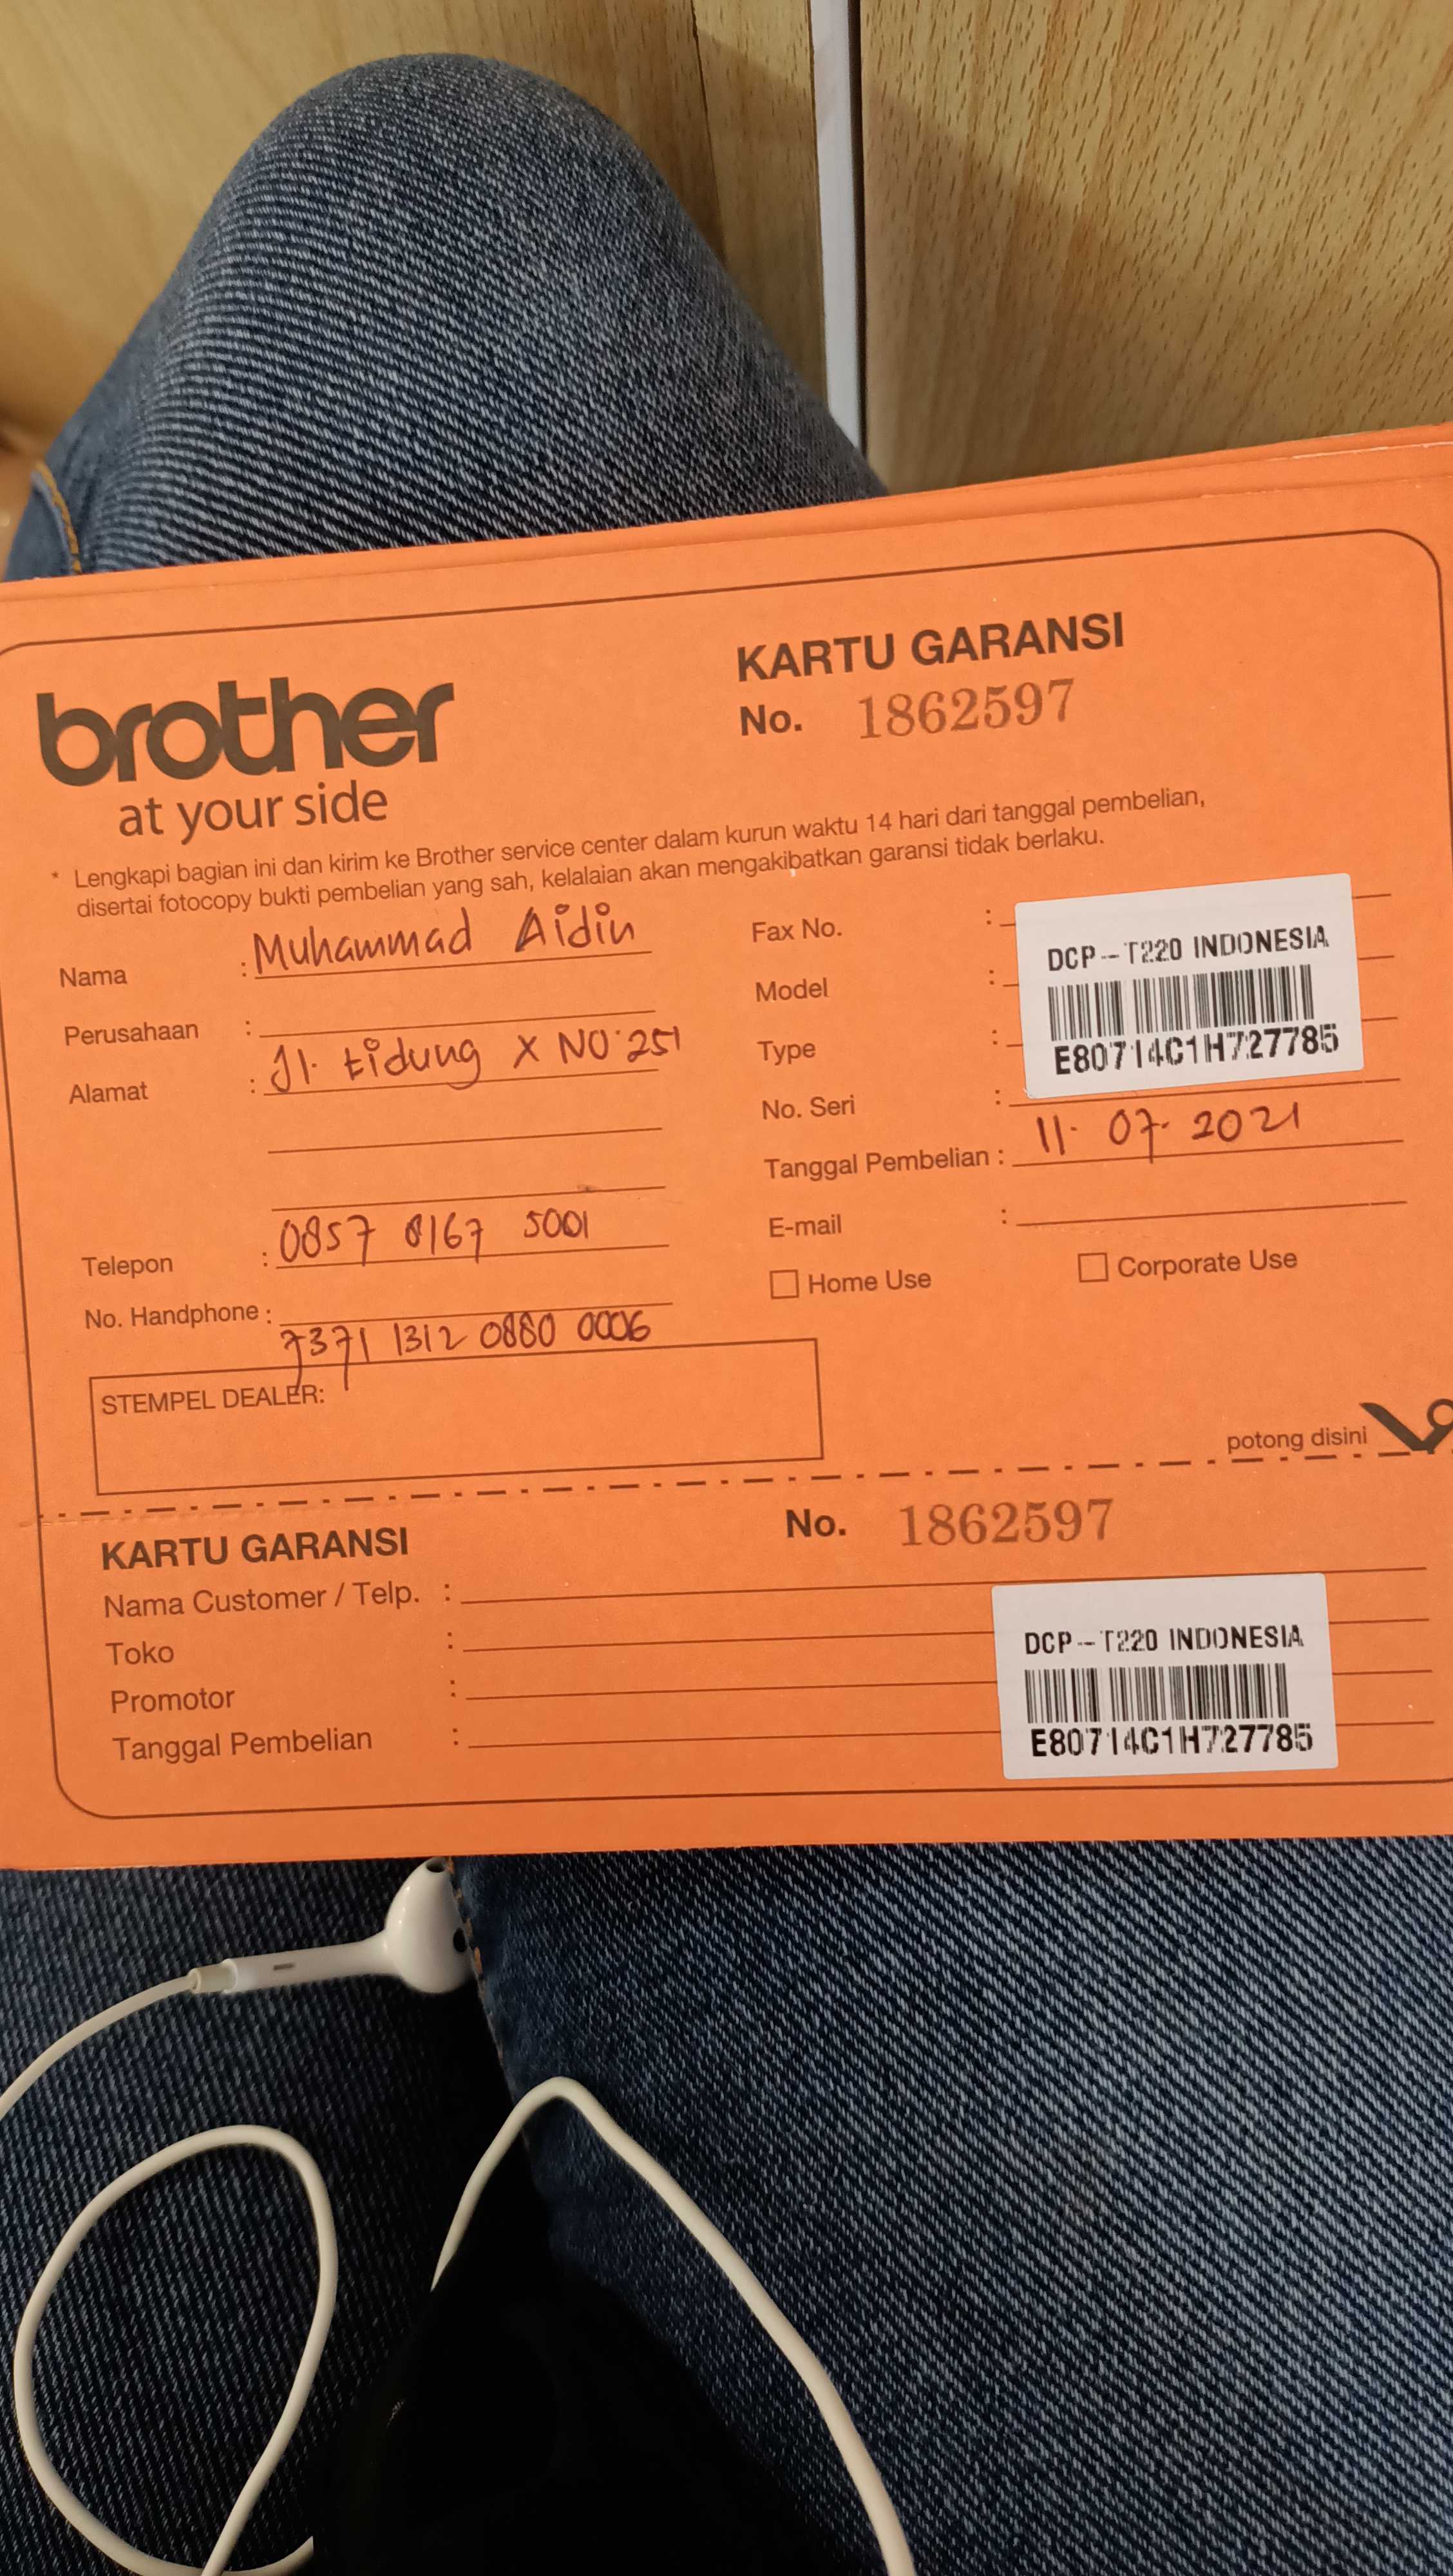 brother
at your side
KARTU GARANSI
No. 1862597
* Lengkapi bagian ini dan kirim ke Brother service center dalam kurun waktu 14 hari dari tanggal pembelian,
disertai fotocopy bukti pembelian yang sah, kelalaian akan mengakibatkan garansi tidak berlaku.
Nama : Muhammad Aidin
Perusahaan :
Alamat : Jl. tidung X NO. 251
Telepon : 0857 8167 5001
No. Handphone :
7371 1312 0880 0006
STEMPEL DEALER:
Fax No. :
Model :
Type :
No. Seri :
DCP-T220 INDONESIA
E80714C1H727785
Tanggal Pembelian : 11. 07. 2021
E-mail :
Home Use Corporate Use
potong disini
KARTU GARANSI
No. 1862597
Nama Customer / Telp. :
Toko :
Promotor :
Tanggal Pembelian :
DCP-T220 INDONESIA
E80714C1H727785